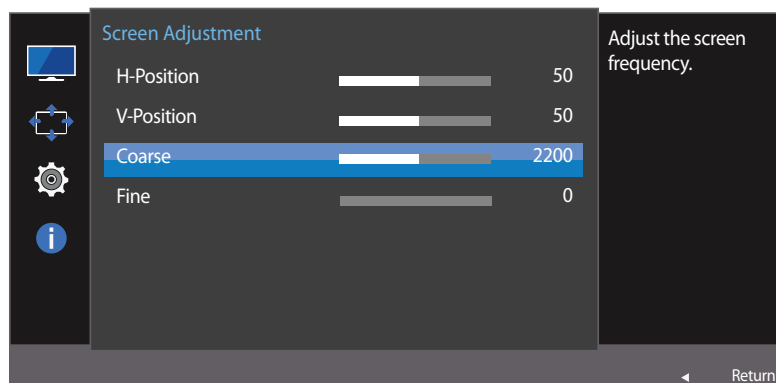 Screen Adjustment
H-Position 50
V-Position 50
Coarse 2200
Fine 0
Adjust the screen
frequency.
Return